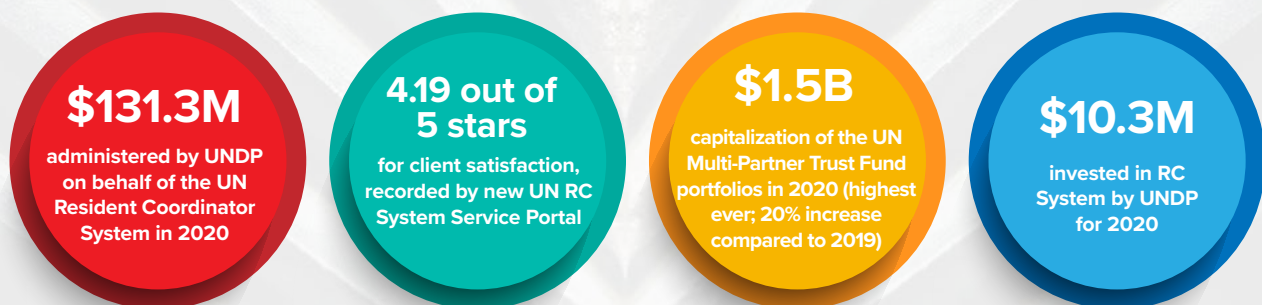 $131.3M
administered by UNDP
on behalf of the UN
Resident Coordinator
System in 2020
4.19 out of
5 stars
for client satisfaction,
recorded by new UN RC
System Service Portal
$1.5B
capitalization of the UN
Multi-Partner Trust Fund
portfolios in 2020 (highest
ever; 20% increase
compared to 2019)
$10.3M
invested in RC
System by UNDP
for 2020